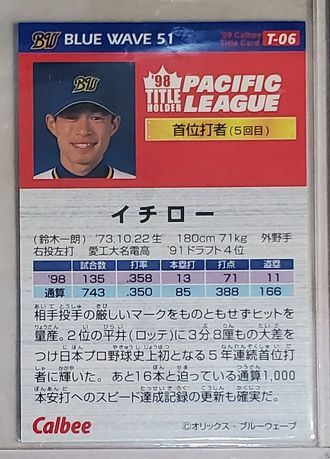 BW BLUE WAVE 51
'99 Calbee
Title Card
T-06
BW
'98
TITLE
HOLDER
PACIFIC
LEAGUE
首位打者(5回目)
イチロー
(鈴木一朗) '73.10.22生 180cm 71kg 外野手
右投左打 愛工大名電高 '91ドラフト4位
試合数 打率 本塁打 打点 盗塁
'98 135 .358 13 71 11
通算 743 .350 85 388 166
相手投手の厳しいマークをものともせずヒットを
量産。2位の平井(ロッテ)に3分8厘もの大差を
つけ日本プロ野球史上初となる5年連続首位打
者に輝いた。あと16本と迫っている通算1,000
本安打へのスピード達成記録の更新も確実だ。
Calbee
©オリックス・ブルーウェーブ